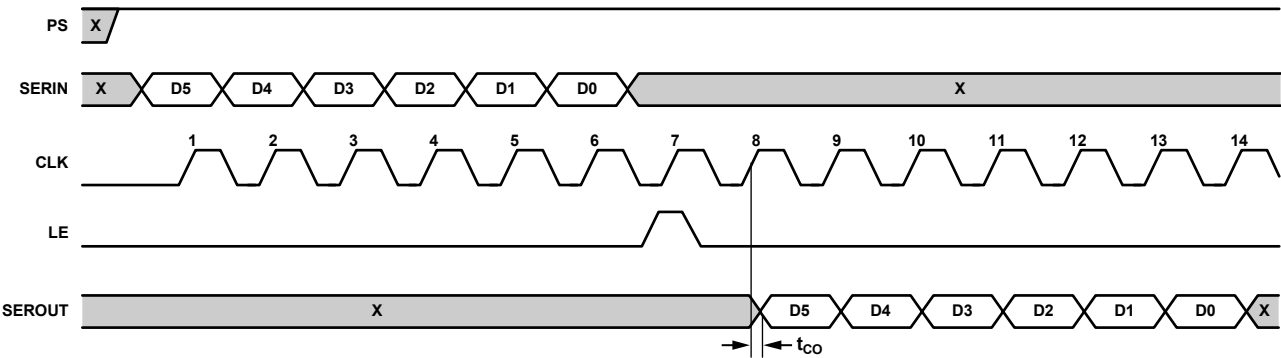 PS X
SERIN X D5 D4 D3 D2 D1 D0 X
CLK 1 2 3 4 5 6 7 8 9 10 11 12 13 14
LE
SEROUT X D5 D4 D3 D2 D1 D0 X
tCO